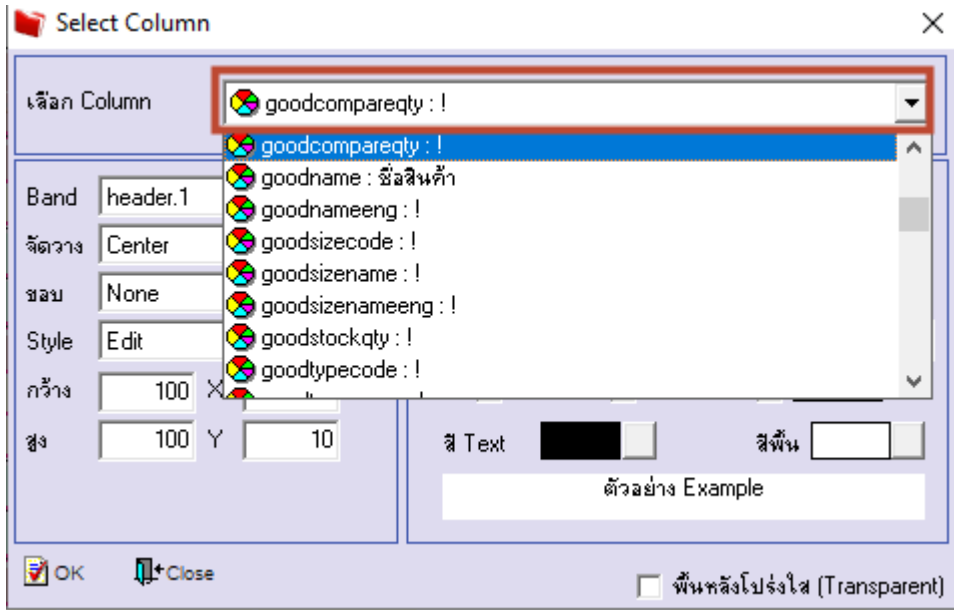 Select Column
เลือก Column
goodcompareqty : !
goodcompareqty : !
goodname : ชื่อสินค้า
goodnameeng : !
goodsizecode : !
goodsizename : !
goodsizenameeng : !
goodstockqty : !
goodtypecode : !
Band header.1
จัดวาง Center
ขอบ None
Style Edit
กว้าง 100 X
สูง 100 Y 10
สี Text
สีพื้น
ตัวอย่าง Example
OK
Close
พื้นหลังโปร่งใส (Transparent)